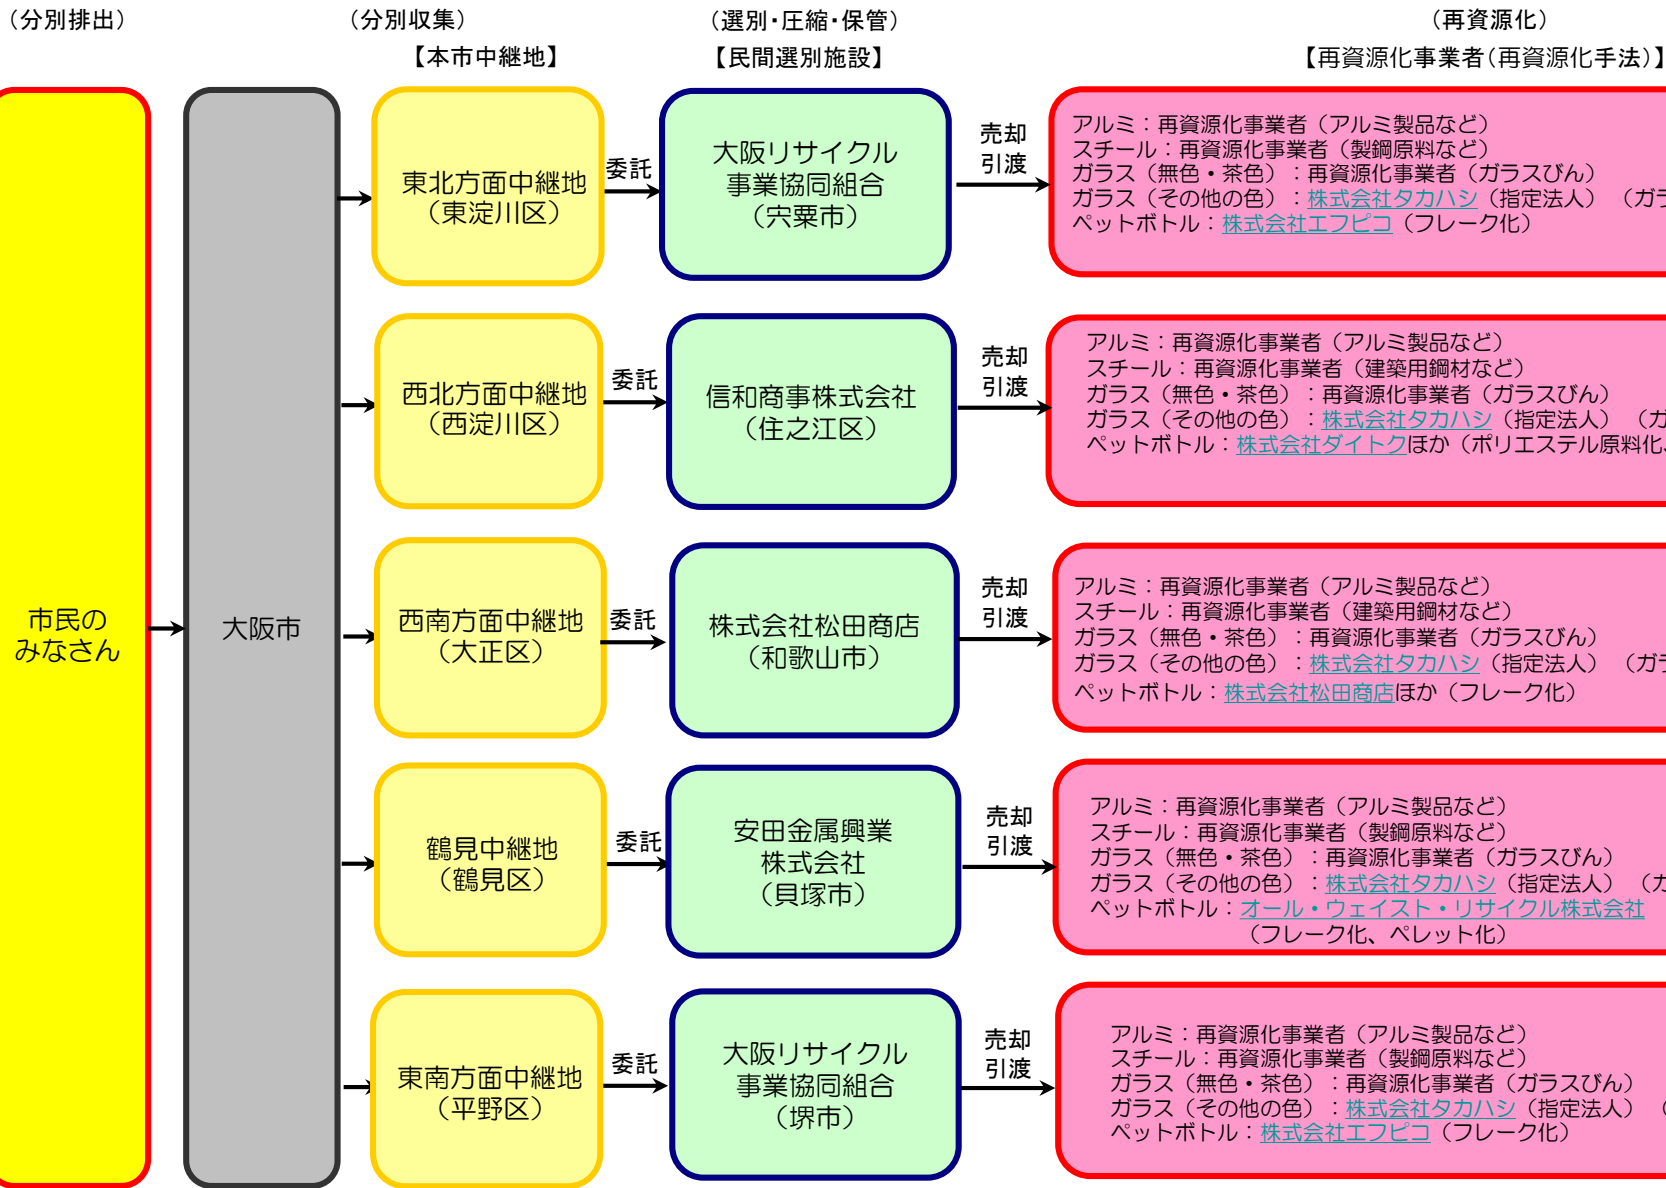 （分別排出）
（分別収集）
（選別・圧縮・保管）
（再資源化）
【本市中継地】
【民間選別施設】
【再資源化事業者（再資源化手法）】
市民の
みなさん
大阪市
東北方面中継地
（東淀川区）
委託
大阪リサイクル
事業協同組合
（宍粟市）
売却
引渡
アルミ：再資源化事業者（アルミ製品など）
スチール：再資源化事業者（製鋼原料など）
ガラス（無色・茶色）：再資源化事業者（ガラスびん）
ガラス（その他の色）：株式会社タカハシ（指定法人）（ガラ
ペットボトル：株式会社エフピコ（フレーク化）
西北方面中継地
（西淀川区）
委託
信和商事株式会社
（住之江区）
売却
引渡
アルミ：再資源化事業者（アルミ製品など）
スチール：再資源化事業者（建築用鋼材など）
ガラス（無色・茶色）：再資源化事業者（ガラスびん）
ガラス（その他の色）：株式会社タカハシ（指定法人）（ガ
ペットボトル：株式会社ダイトクほか（ポリエステル原料化、
西南方面中継地
（大正区）
委託
株式会社松田商店
（和歌山市）
売却
引渡
アルミ：再資源化事業者（アルミ製品など）
スチール：再資源化事業者（建築用鋼材など）
ガラス（無色・茶色）：再資源化事業者（ガラスびん）
ガラス（その他の色）：株式会社タカハシ（指定法人）（ガラ
ペットボトル：株式会社松田商店ほか（フレーク化）
鶴見中継地
（鶴見区）
委託
安田金属興業
株式会社
（貝塚市）
売却
引渡
アルミ：再資源化事業者（アルミ製品など）
スチール：再資源化事業者（製鋼原料など）
ガラス（無色・茶色）：再資源化事業者（ガラスびん）
ガラス（その他の色）：株式会社タカハシ（指定法人）（ガ
ペットボトル：オール・ウェイスト・リサイクル株式会社
（フレーク化、ペレット化）
東南方面中継地
（平野区）
委託
大阪リサイクル
事業協同組合
（堺市）
売却
引渡
アルミ：再資源化事業者（アルミ製品など）
スチール：再資源化事業者（製鋼原料など）
ガラス（無色・茶色）：再資源化事業者（ガラスびん）
ガラス（その他の色）：株式会社タカハシ（指定法人）（
ペットボトル：株式会社エフピコ（フレーク化）